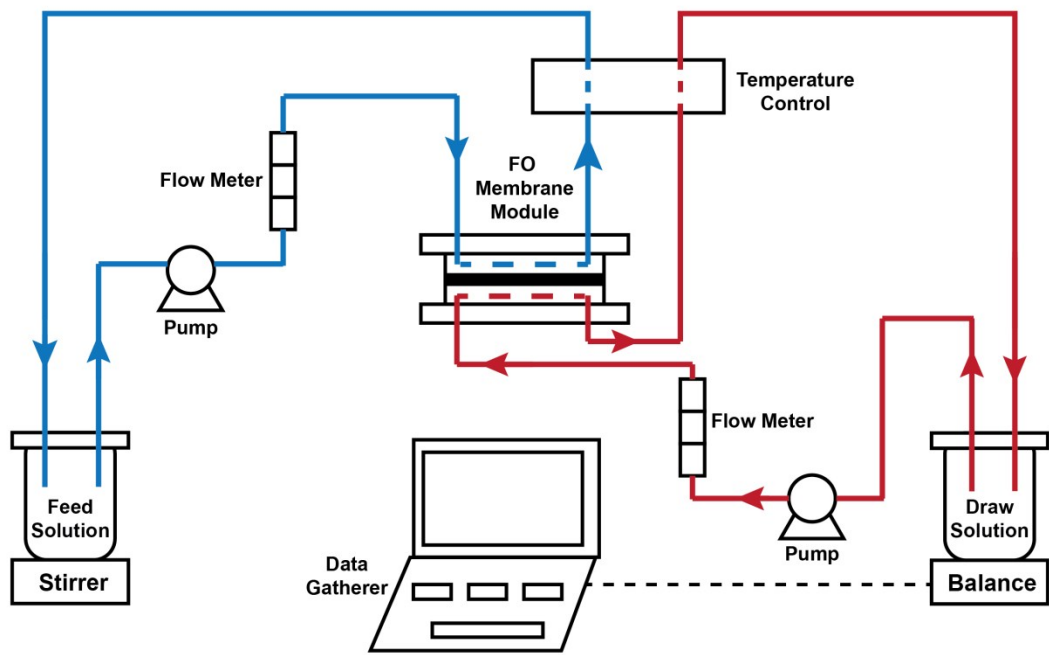 Temperature
Control
Flow Meter
FO
Membrane
Module
Pump
Flow Meter
Feed
Solution
Stirrer
Data
Gatherer
Pump
Draw
Solution
Balance